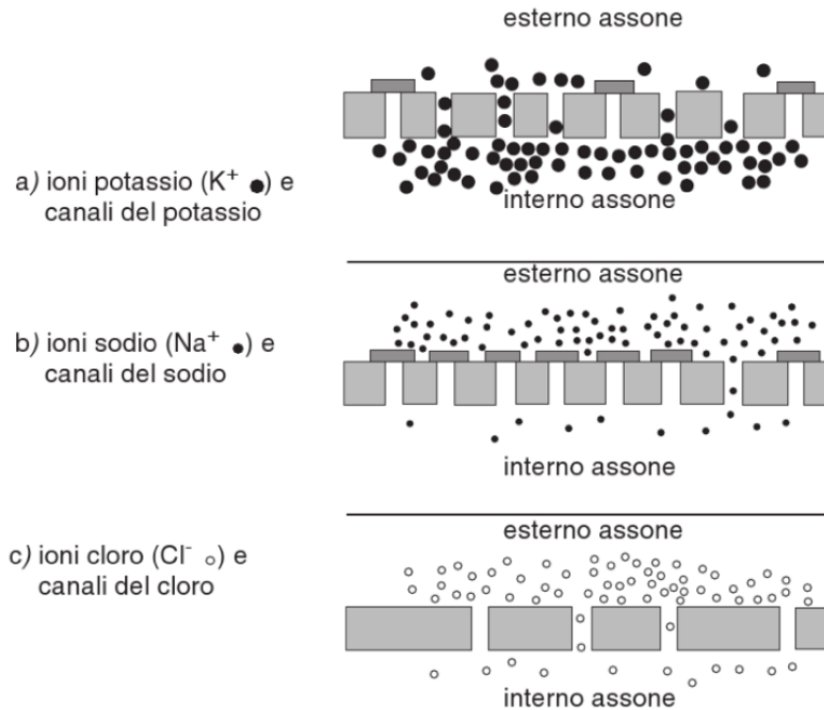 esterno assone
a) ioni potassio (K⁺ ●) e
canali del potassio
interno assone
esterno assone
b) ioni sodio (Na⁺ ●) e
canali del sodio
interno assone
esterno assone
c) ioni cloro (Cl⁻ ○) e
canali del cloro
interno assone